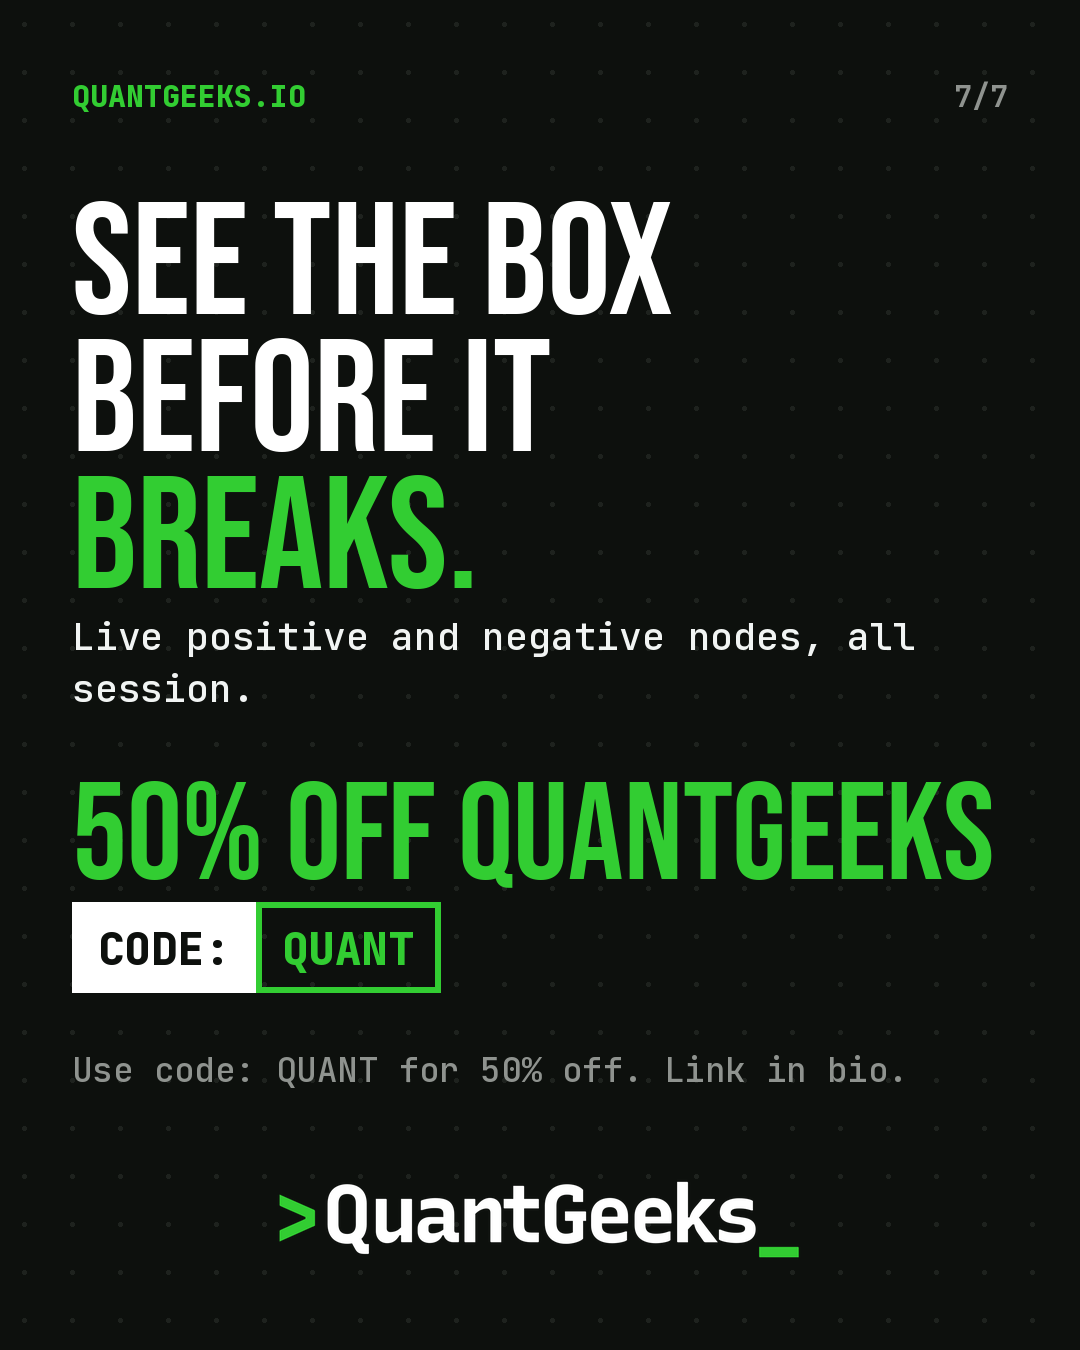 QUANTGEEKS.IO
7/7
SEE THE BOX
BEFORE IT
BREAKS.
Live positive and negative nodes, all
session.
50% OFF QUANTGEEKS
CODE: QUANT
Use code: QUANT for 50% off. Link in bio.
>QuantGeeks_